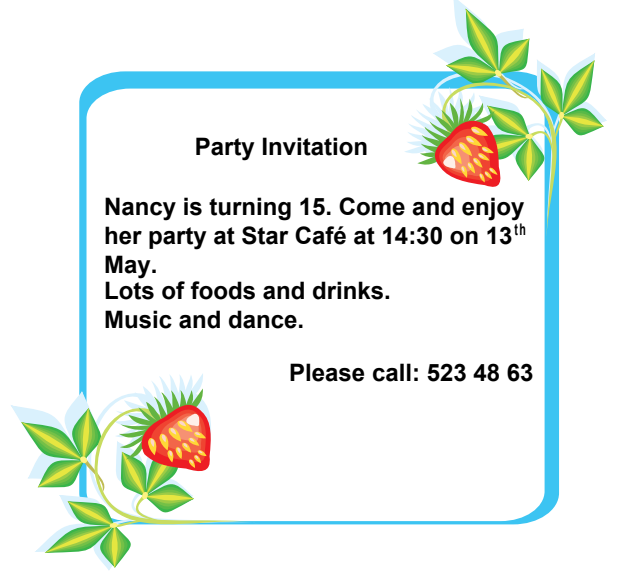 Party Invitation
Nancy is turning 15. Come and enjoy
her party at Star Café at 14:30 on 13th
May.
Lots of foods and drinks.
Music and dance.
Please call: 523 48 63